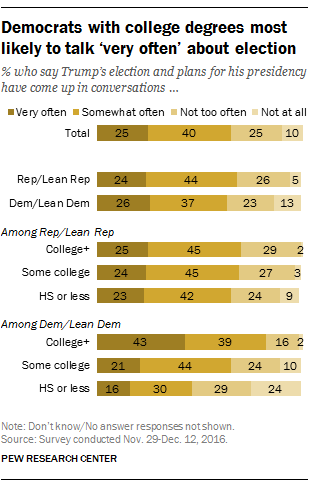 Democrats with college degrees most
likely to talk ‘very often’ about election
% who say Trump’s election and plans for his presidency
have come up in conversations ...
Very often Somewhat often Not too often Not at all
Total 25 40 25 10
Rep/Lean Rep 24 44 26 5
Dem/Lean Dem 26 37 23 13
Among Rep/Lean Rep
College+ 25 45 29 2
Some college 24 45 27 3
HS or less 23 42 24 9
Among Dem/Lean Dem
College+ 43 39 16 2
Some college 21 44 24 10
HS or less 16 30 29 24
Note: Don’t know/No answer responses not shown.
Source: Survey conducted Nov. 29-Dec. 12, 2016.
PEW RESEARCH CENTER